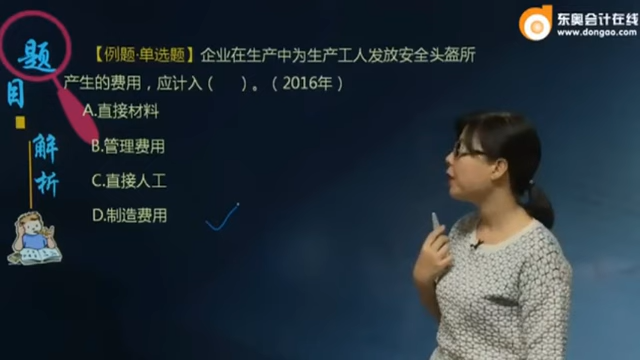 东奥会计在线
www.dongao.com
题目解析
【例题·单选题】企业在生产中为生产工人发放安全头盔所
产生的费用，应计入（ ）。（2016年）
A.直接材料
B.管理费用
C.直接人工
D.制造费用